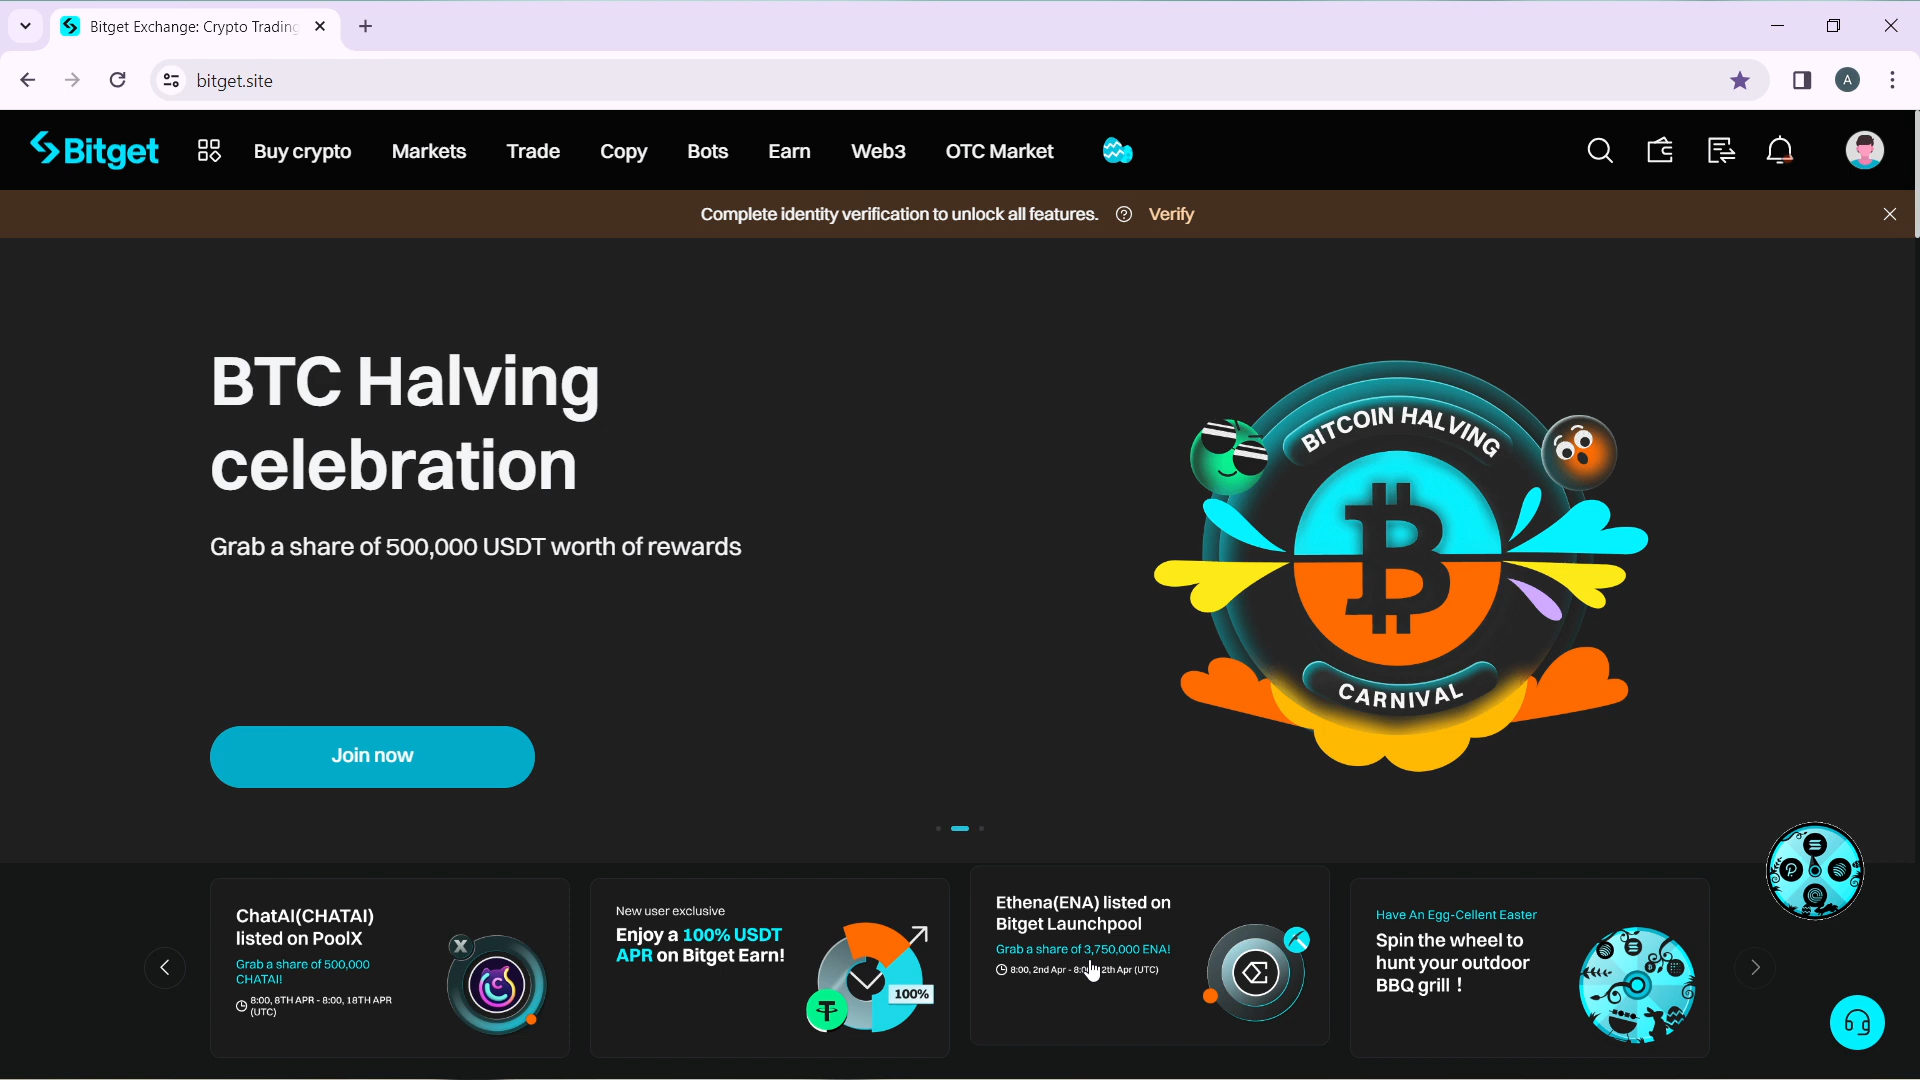 Bitget Exchange: Crypto Trading
bitget.site
A
Bitget
Buy crypto
Markets
Trade
Copy
Bots
Earn
Web3
OTC Market
Complete identity verification to unlock all features.
Verify
BTC Halving
celebration
Grab a share of 500,000 USDT worth of rewards
Join now
BITCOIN HALVING
CARNIVAL
ChatAI(CHATAI)
listed on PoolX
Grab a share of 500,000
CHATAI!
8:00, 8TH APR - 8:00, 18TH APR
(UTC)
New user exclusive
Enjoy a 100% USDT
APR on Bitget Earn!
100%
Ethena(ENA) listed on
Bitget Launchpool
Grab a share of 3,750,000 ENA!
8:00, 2nd Apr - (UTC)
Have An Egg-Cellent Easter
Spin the wheel to
hunt your outdoor
BBQ grill !